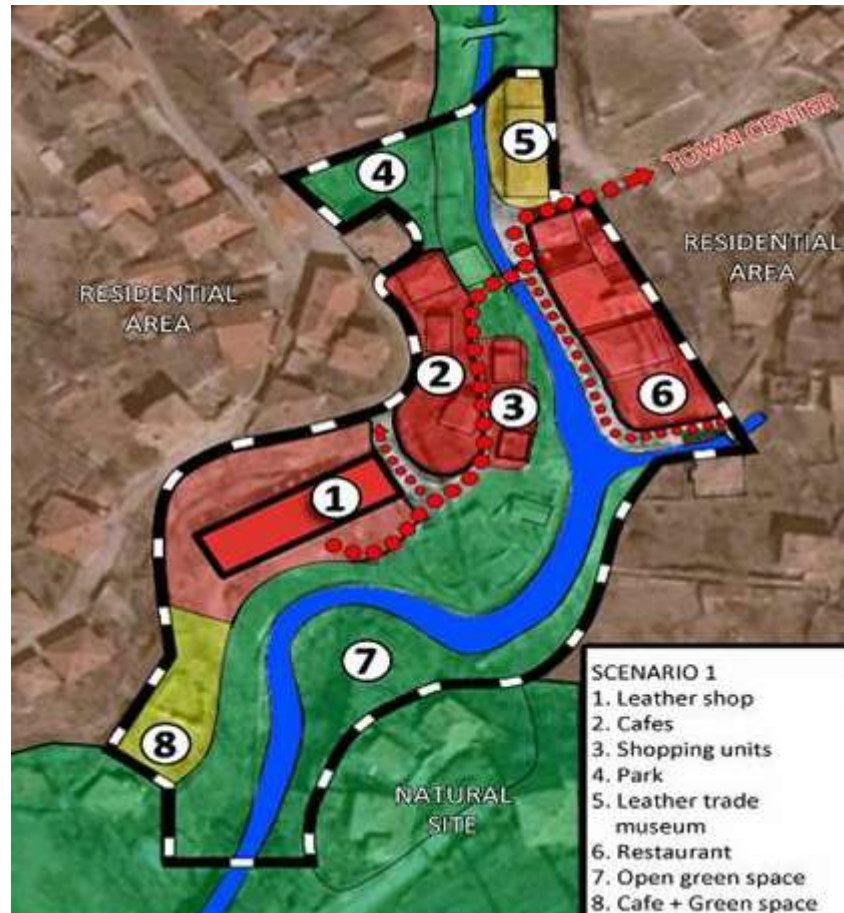 5
4
TOWN CENTER
RESIDENTIAL
AREA
RESIDENTIAL
AREA
2
3
6
1
7
8
NATURAL
SITE
SCENARIO 1
1. Leather shop
2. Cafes
3. Shopping units
4. Park
5. Leather trade
museum
6. Restaurant
7. Open green space
8. Cafe + Green space